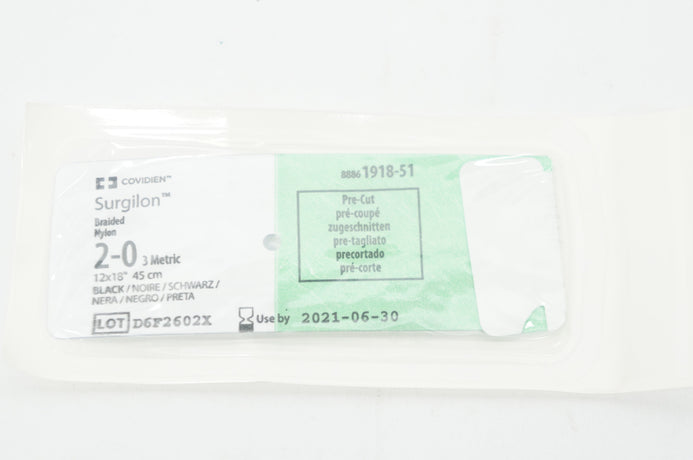 COVIDIEN™
Surgilon™
Braided
Nylon
2-0 3 Metric
12x18" 45 cm
BLACK / NOIRE / SCHWARZ /
NERA / NEGRO / PRETA
LOT D6F2602X
8886 1918-51
Pre-Cut
pré-coupé
zugeschnitten
pre-tagliato
precortado
pré-corte
Use by 2021-06-30